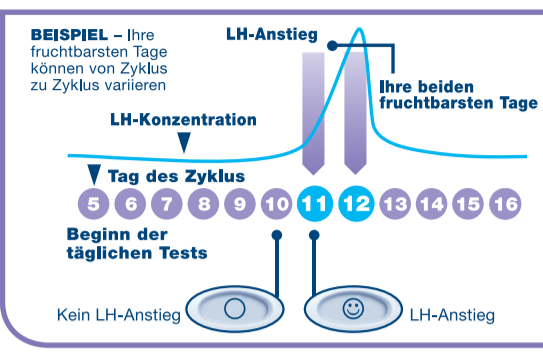 BEISPIEL – Ihre
fruchtbarsten Tage
können von Zyklus
zu Zyklus variieren
LH-Anstieg
Ihre beiden
fruchtbarsten Tage
LH-Konzentration
Tag des Zyklus
5 6 7 8 9 10 11 12 13 14 15 16
Beginn der
täglichen Tests
Kein LH-Anstieg
LH-Anstieg